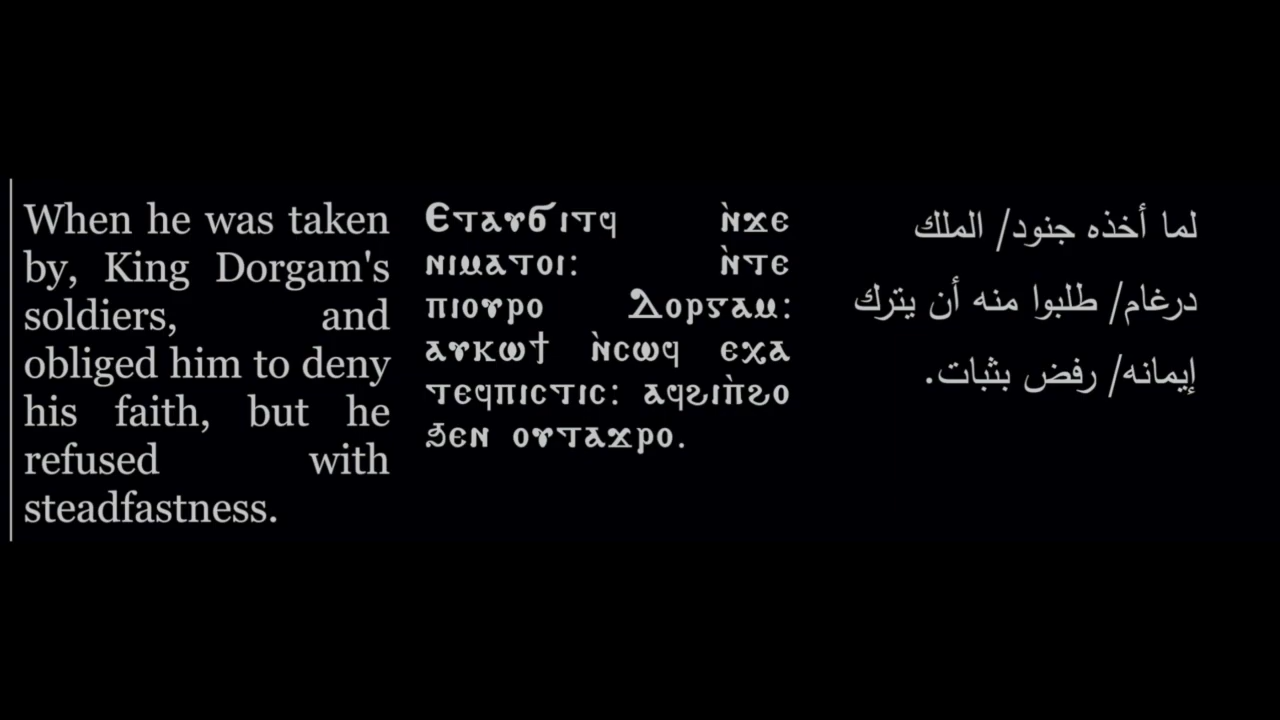 When he was taken
by, King Dorgam's
soldiers, and
obliged him to deny
his faith, but he
refused with
steadfastness.
Ⲉⲧⲁⲩϭⲓⲧϥ ⲛ̀ϫⲉ
ⲛⲓⲙⲁⲧⲟⲓ: ⲛ̀ⲧⲉ
ⲡⲓⲟⲩⲣⲟ Ⲇⲟⲣⲅⲁⲙ:
ⲁⲩⲕⲱϯ ⲛ̀ⲥⲱϥ ⲉⲭⲁ
ⲧⲉϥⲡⲓⲥⲧⲓⲥ: ⲁϥϩⲓⲡ̀ϩⲟ
ϧⲉⲛ ⲟⲩⲧⲁϫⲣⲟ.
لما أخذه جنود/ الملك
درغام/ طلبوا منه أن يترك
إيمانه/ رفض بثبات.